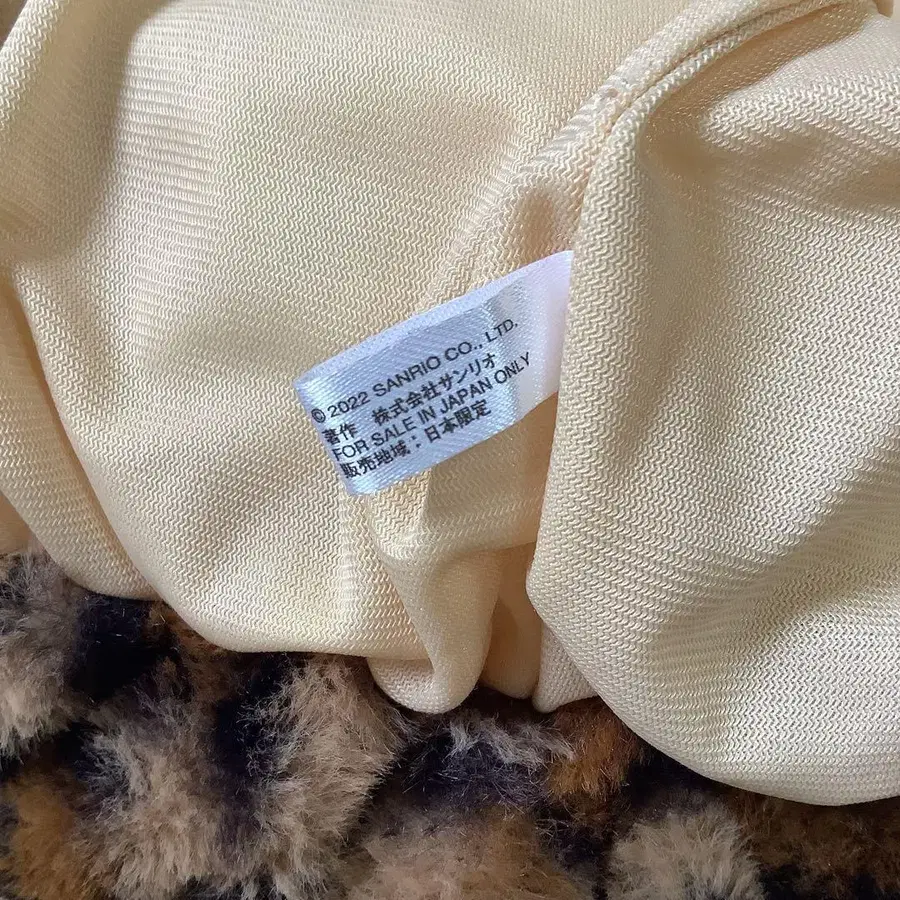 © 2022 SANRIO CO., LTD.
著作 株式会社サンリオ
FOR SALE IN JAPAN ONLY
販売地域：日本限定